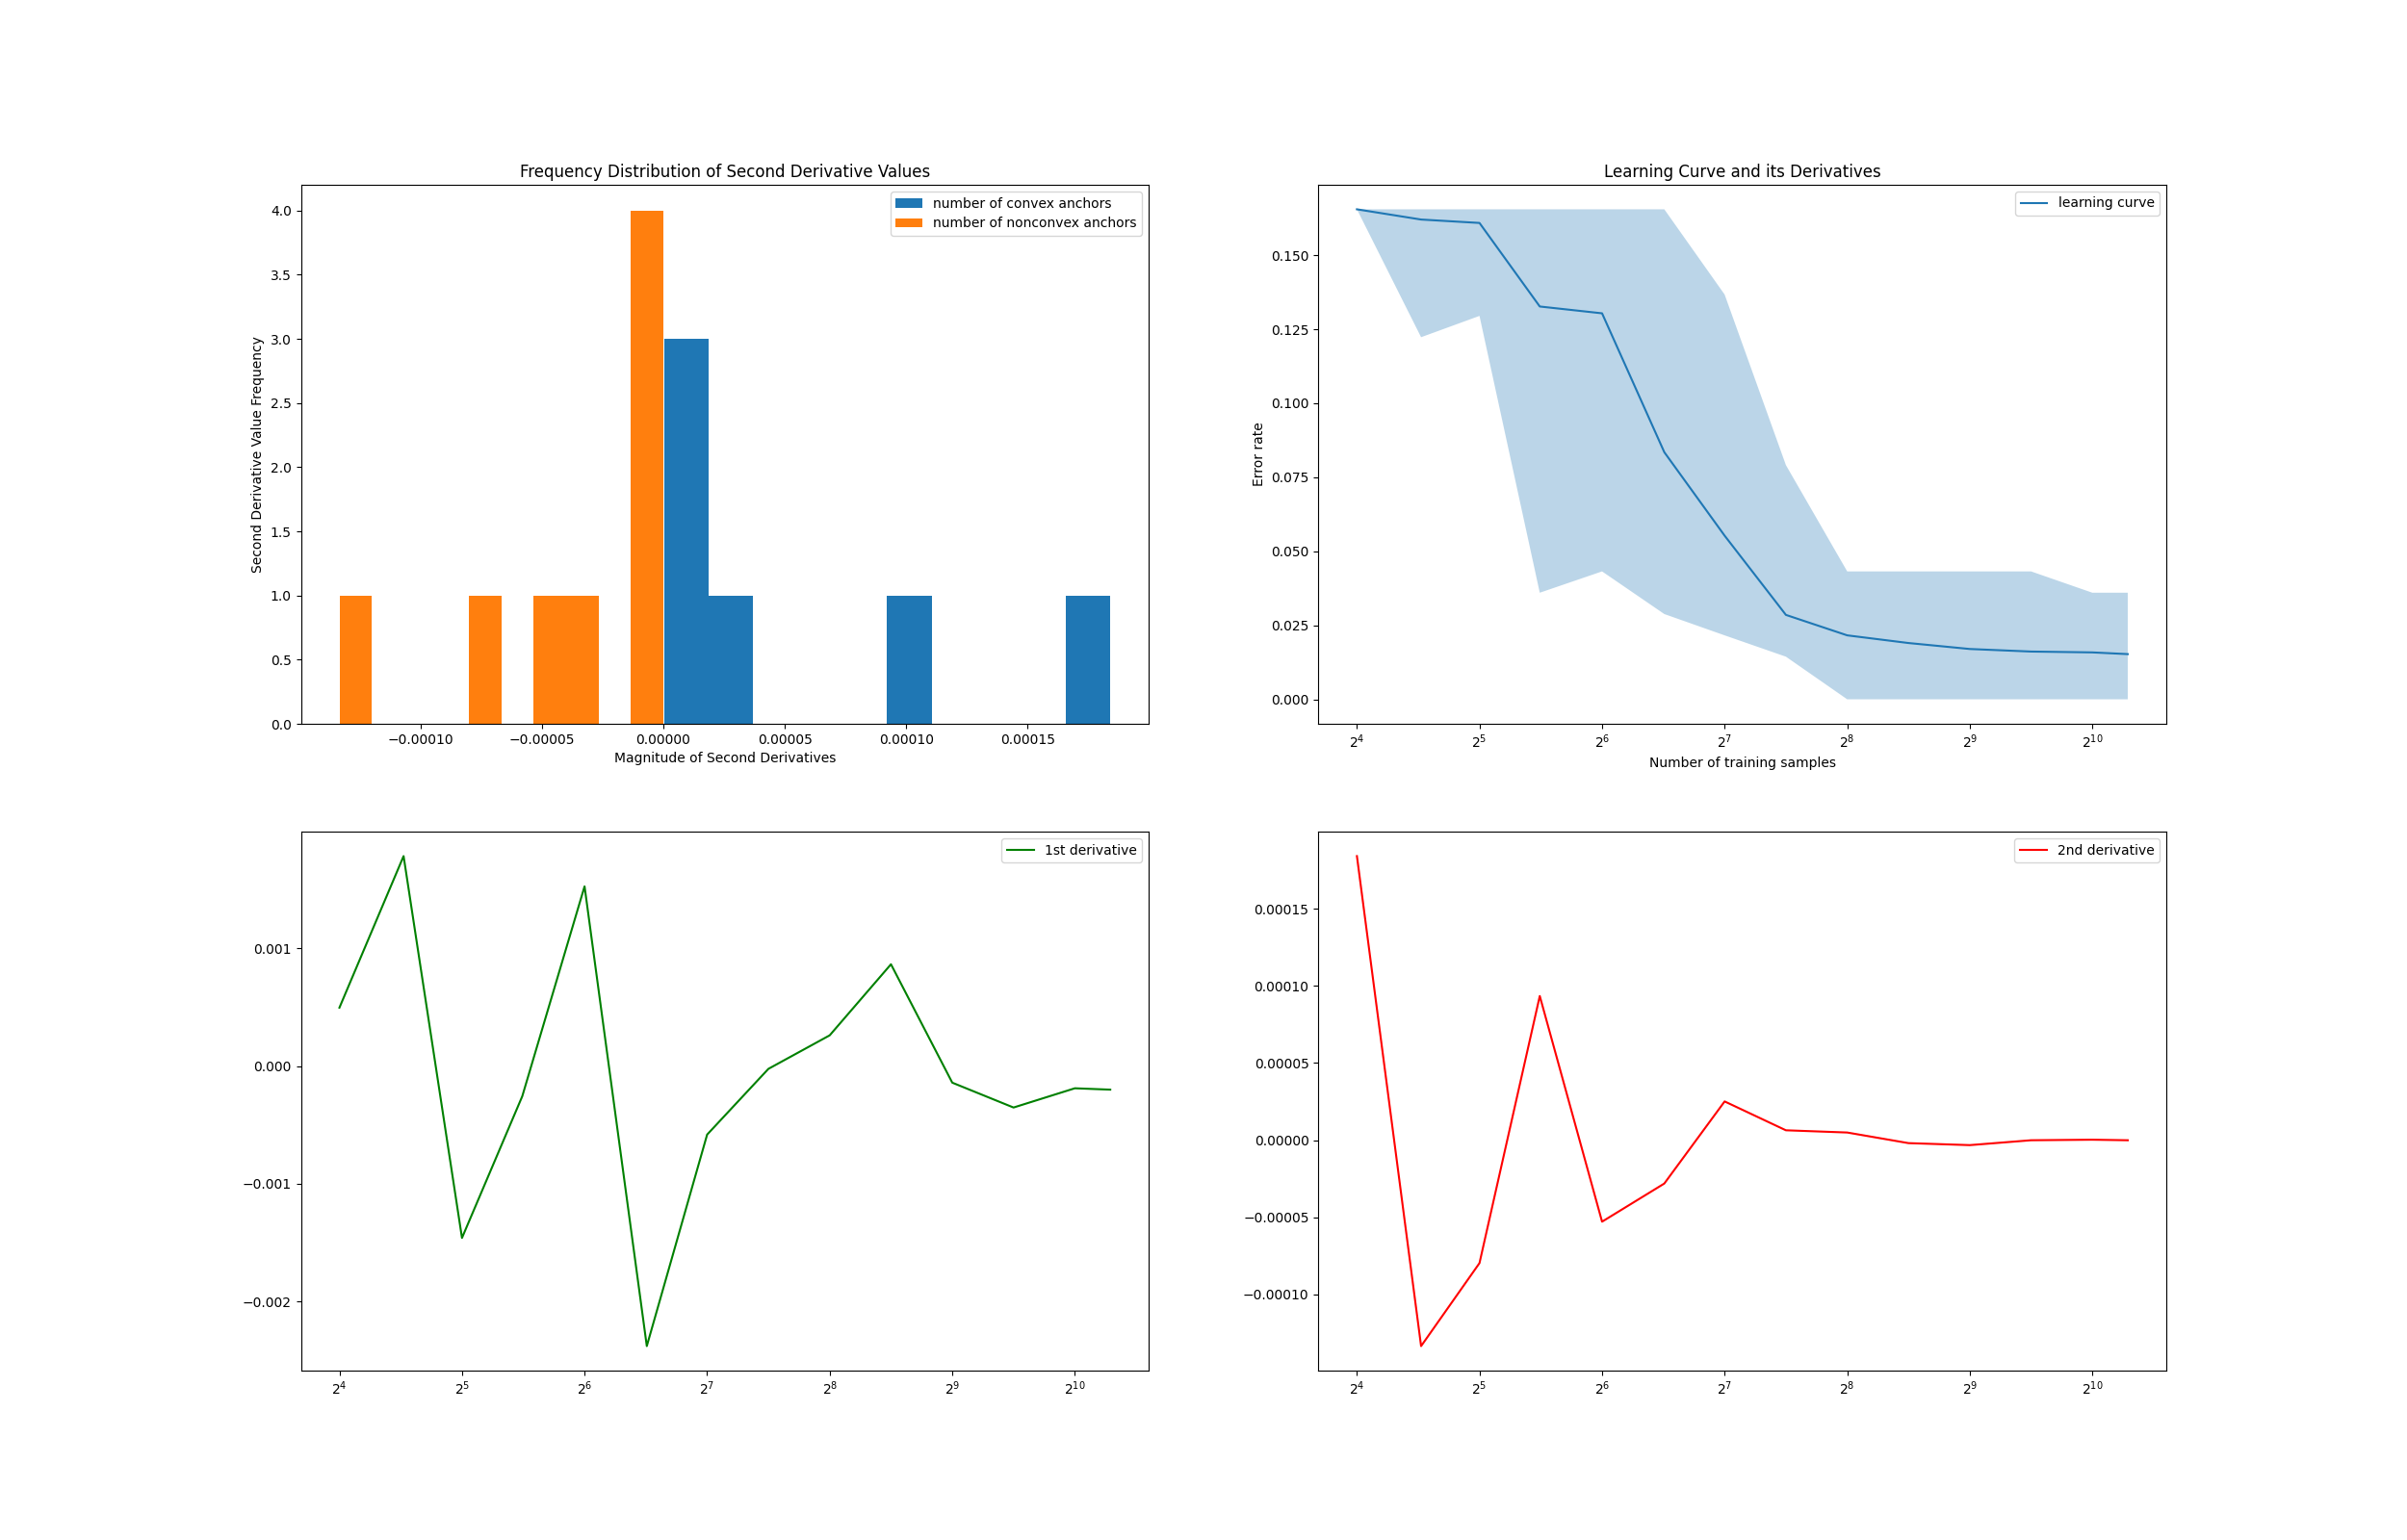 Frequency Distribution of Second Derivative Values
number of convex anchors
number of nonconvex anchors
4.0
3.5
3.0
2.5
2.0
1.5
1.0
0.5
0.0
Second Derivative Value Frequency
−0.00010 −0.00005 0.00000 0.00005 0.00010 0.00015
Magnitude of Second Derivatives
Learning Curve and its Derivatives
learning curve
0.150
0.125
0.100
0.075
0.050
0.025
0.000
Error rate
2⁴ 2⁵ 2⁶ 2⁷ 2⁸ 2⁹ 2¹⁰
Number of training samples
1st derivative
0.001
0.000
−0.001
−0.002
2⁴ 2⁵ 2⁶ 2⁷ 2⁸ 2⁹ 2¹⁰
2nd derivative
0.00015
0.00010
0.00005
0.00000
−0.00005
−0.00010
2⁴ 2⁵ 2⁶ 2⁷ 2⁸ 2⁹ 2¹⁰